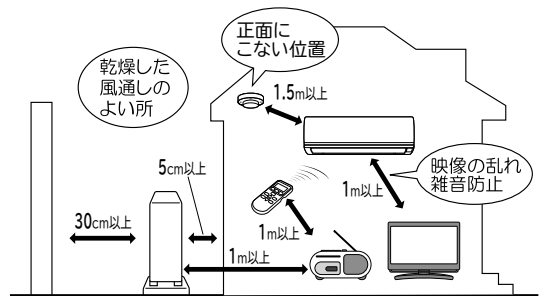 正面に
こない位置
乾燥した
風通しの
よい所
1.5m以上
5cm以上
映像の乱れ
雑音防止
1m以上
30cm以上
1m以上
1m以上